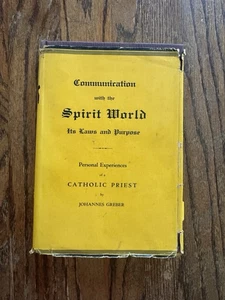 Communication
with the
Spirit World
Its Laws and Purpose
Personal Experiences
of a
CATHOLIC PRIEST
by
JOHANNES GREBER